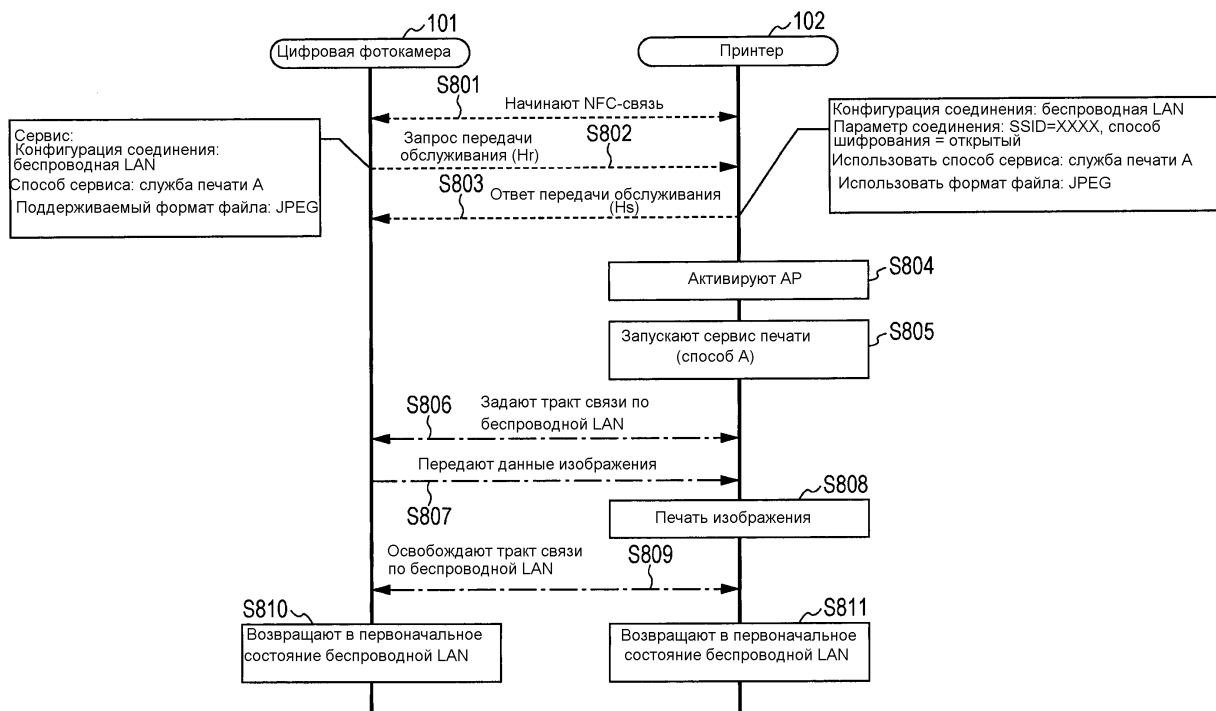 101
Цифровая фотокамера
102
Принтер
S801
Начинают NFC-связь
Сервис:
Конфигурация соединения:
беспроводная LAN
Способ сервиса: служба печати А
Поддерживаемый формат файла: JPEG
Запрос передачи
обслуживания (Hr)
S802
Конфигурация соединения: беспроводная LAN
Параметр соединения: SSID=XXXX, способ
шифрования = открытый
Использовать способ сервиса: служба печати А
Использовать формат файла: JPEG
S803
Ответ передачи обслуживания
(Hs)
Активируют AP
S804
Запускают сервис печати
(способ А)
S805
S806
Задают тракт связи по
беспроводной LAN
Передают данные изображения
S807
S808
Печать изображения
Освобождают тракт связи
по беспроводной LAN
S809
S810
Возвращают в первоначальное
состояние беспроводной LAN
S811
Возвращают в первоначальное
состояние беспроводной LAN